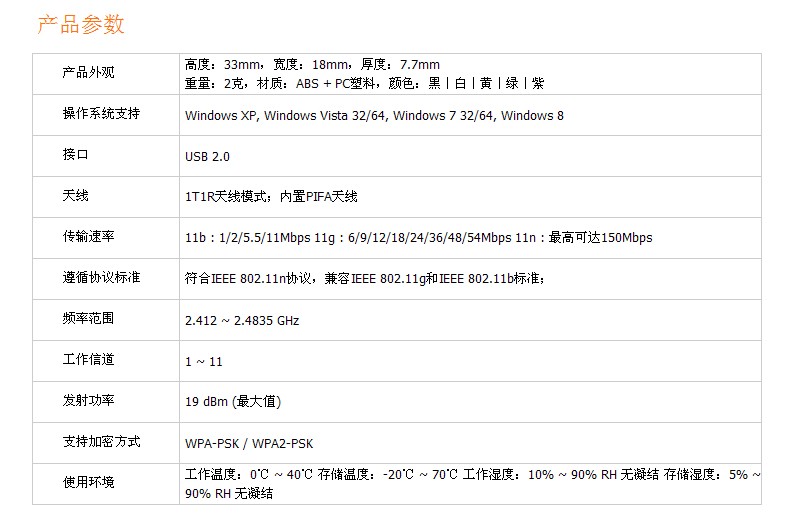 产品参数
产品外观
高度：33mm，宽度：18mm，厚度：7.7mm
重量：2克，材质：ABS + PC塑料，颜色：黑｜白｜黄｜绿｜紫
操作系统支持
Windows XP, Windows Vista 32/64, Windows 7 32/64, Windows 8
接口
USB 2.0
天线
1T1R天线模式；内置PIFA天线
传输速率
11b：1/2/5.5/11Mbps 11g：6/9/12/18/24/36/48/54Mbps 11n：最高可达150Mbps
遵循协议标准
符合IEEE 802.11n协议，兼容IEEE 802.11g和IEEE 802.11b标准；
频率范围
2.412 ~ 2.4835 GHz
工作信道
1 ~ 11
发射功率
19 dBm (最大值)
支持加密方式
WPA-PSK / WPA2-PSK
使用环境
工作温度：0℃ ~ 40℃ 存储温度：-20℃ ~ 70℃ 工作湿度：10% ~ 90% RH 无凝结 存储湿度：5% ~
90% RH 无凝结